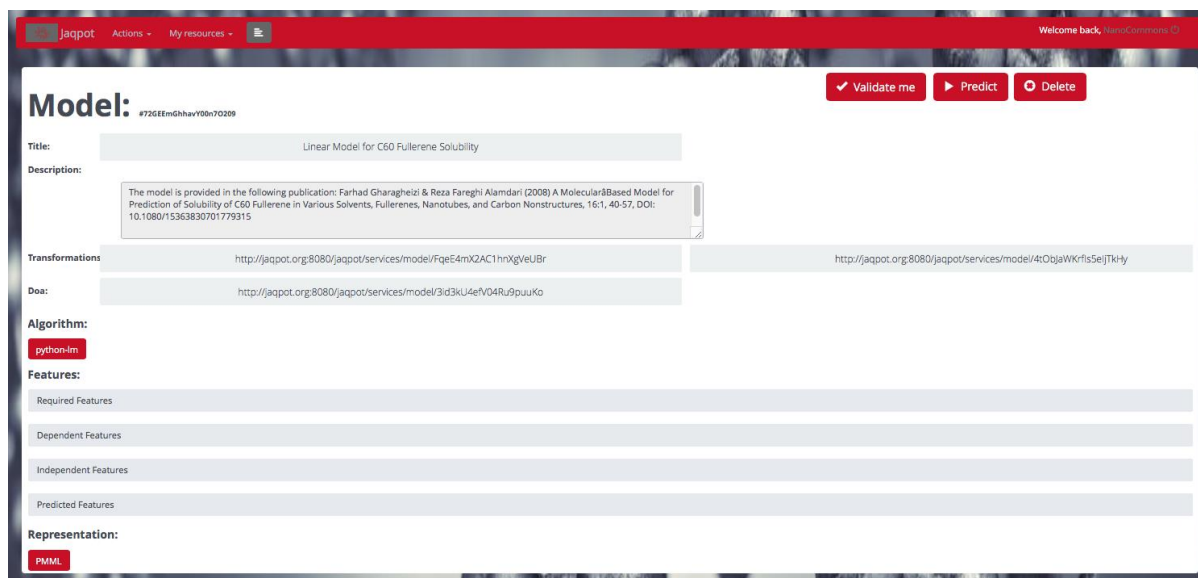 Jaqpot Actions My resources Welcome back, NanoCommons
Validate me Predict Delete
Model: #72GEEmGhhavY00n7O209
Title: Linear Model for C60 Fullerene Solubility
Description:
The model is provided in the following publication: Farhad Gharagheizi & Reza Fareghi Alamdari (2008) A MolecularâBased Model for
Prediction of Solubility of C60 Fullerene in Various Solvents, Fullerenes, Nanotubes, and Carbon Nonstructures, 16:1, 40-57, DOI:
10.1080/15363830701779315
Transformations http://jaqpot.org:8080/jaqpot/services/model/FqeE4mX2AC1hnXgVeUBr http://jaqpot.org:8080/jaqpot/services/model/4tObJaWKrfIs5eIjTkHy
Doa: http://jaqpot.org:8080/jaqpot/services/model/3id3kU4efV04Ru9puuKo
Algorithm:
python-lm
Features:
Required Features
Dependent Features
Independent Features
Predicted Features
Representation:
PMML